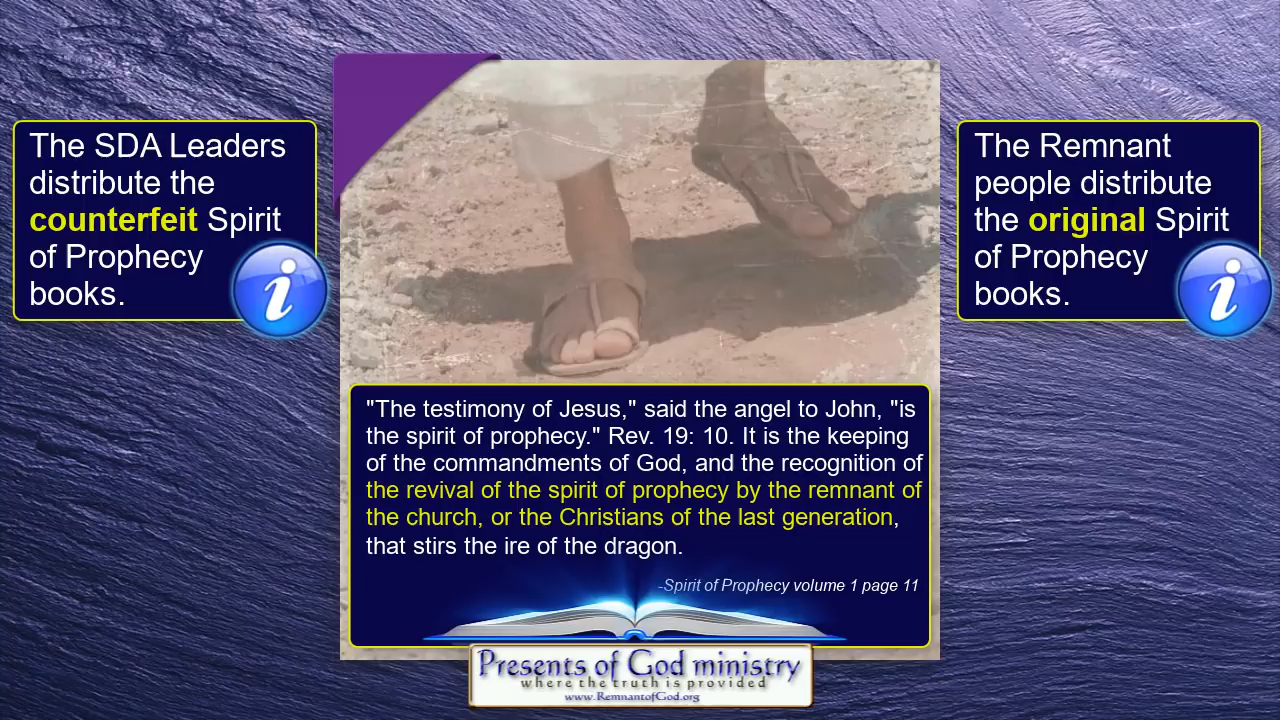 The SDA Leaders
distribute the
counterfeit Spirit
of Prophecy
books.
i
The Remnant
people distribute
the original Spirit
of Prophecy
books.
i
"The testimony of Jesus," said the angel to John, "is
the spirit of prophecy." Rev. 19: 10. It is the keeping
of the commandments of God, and the recognition of
the revival of the spirit of prophecy by the remnant of
the church, or the Christians of the last generation,
that stirs the ire of the dragon.
-Spirit of Prophecy volume 1 page 11
Presents of God ministry
where the truth is provided
www.RemnantofGod.org